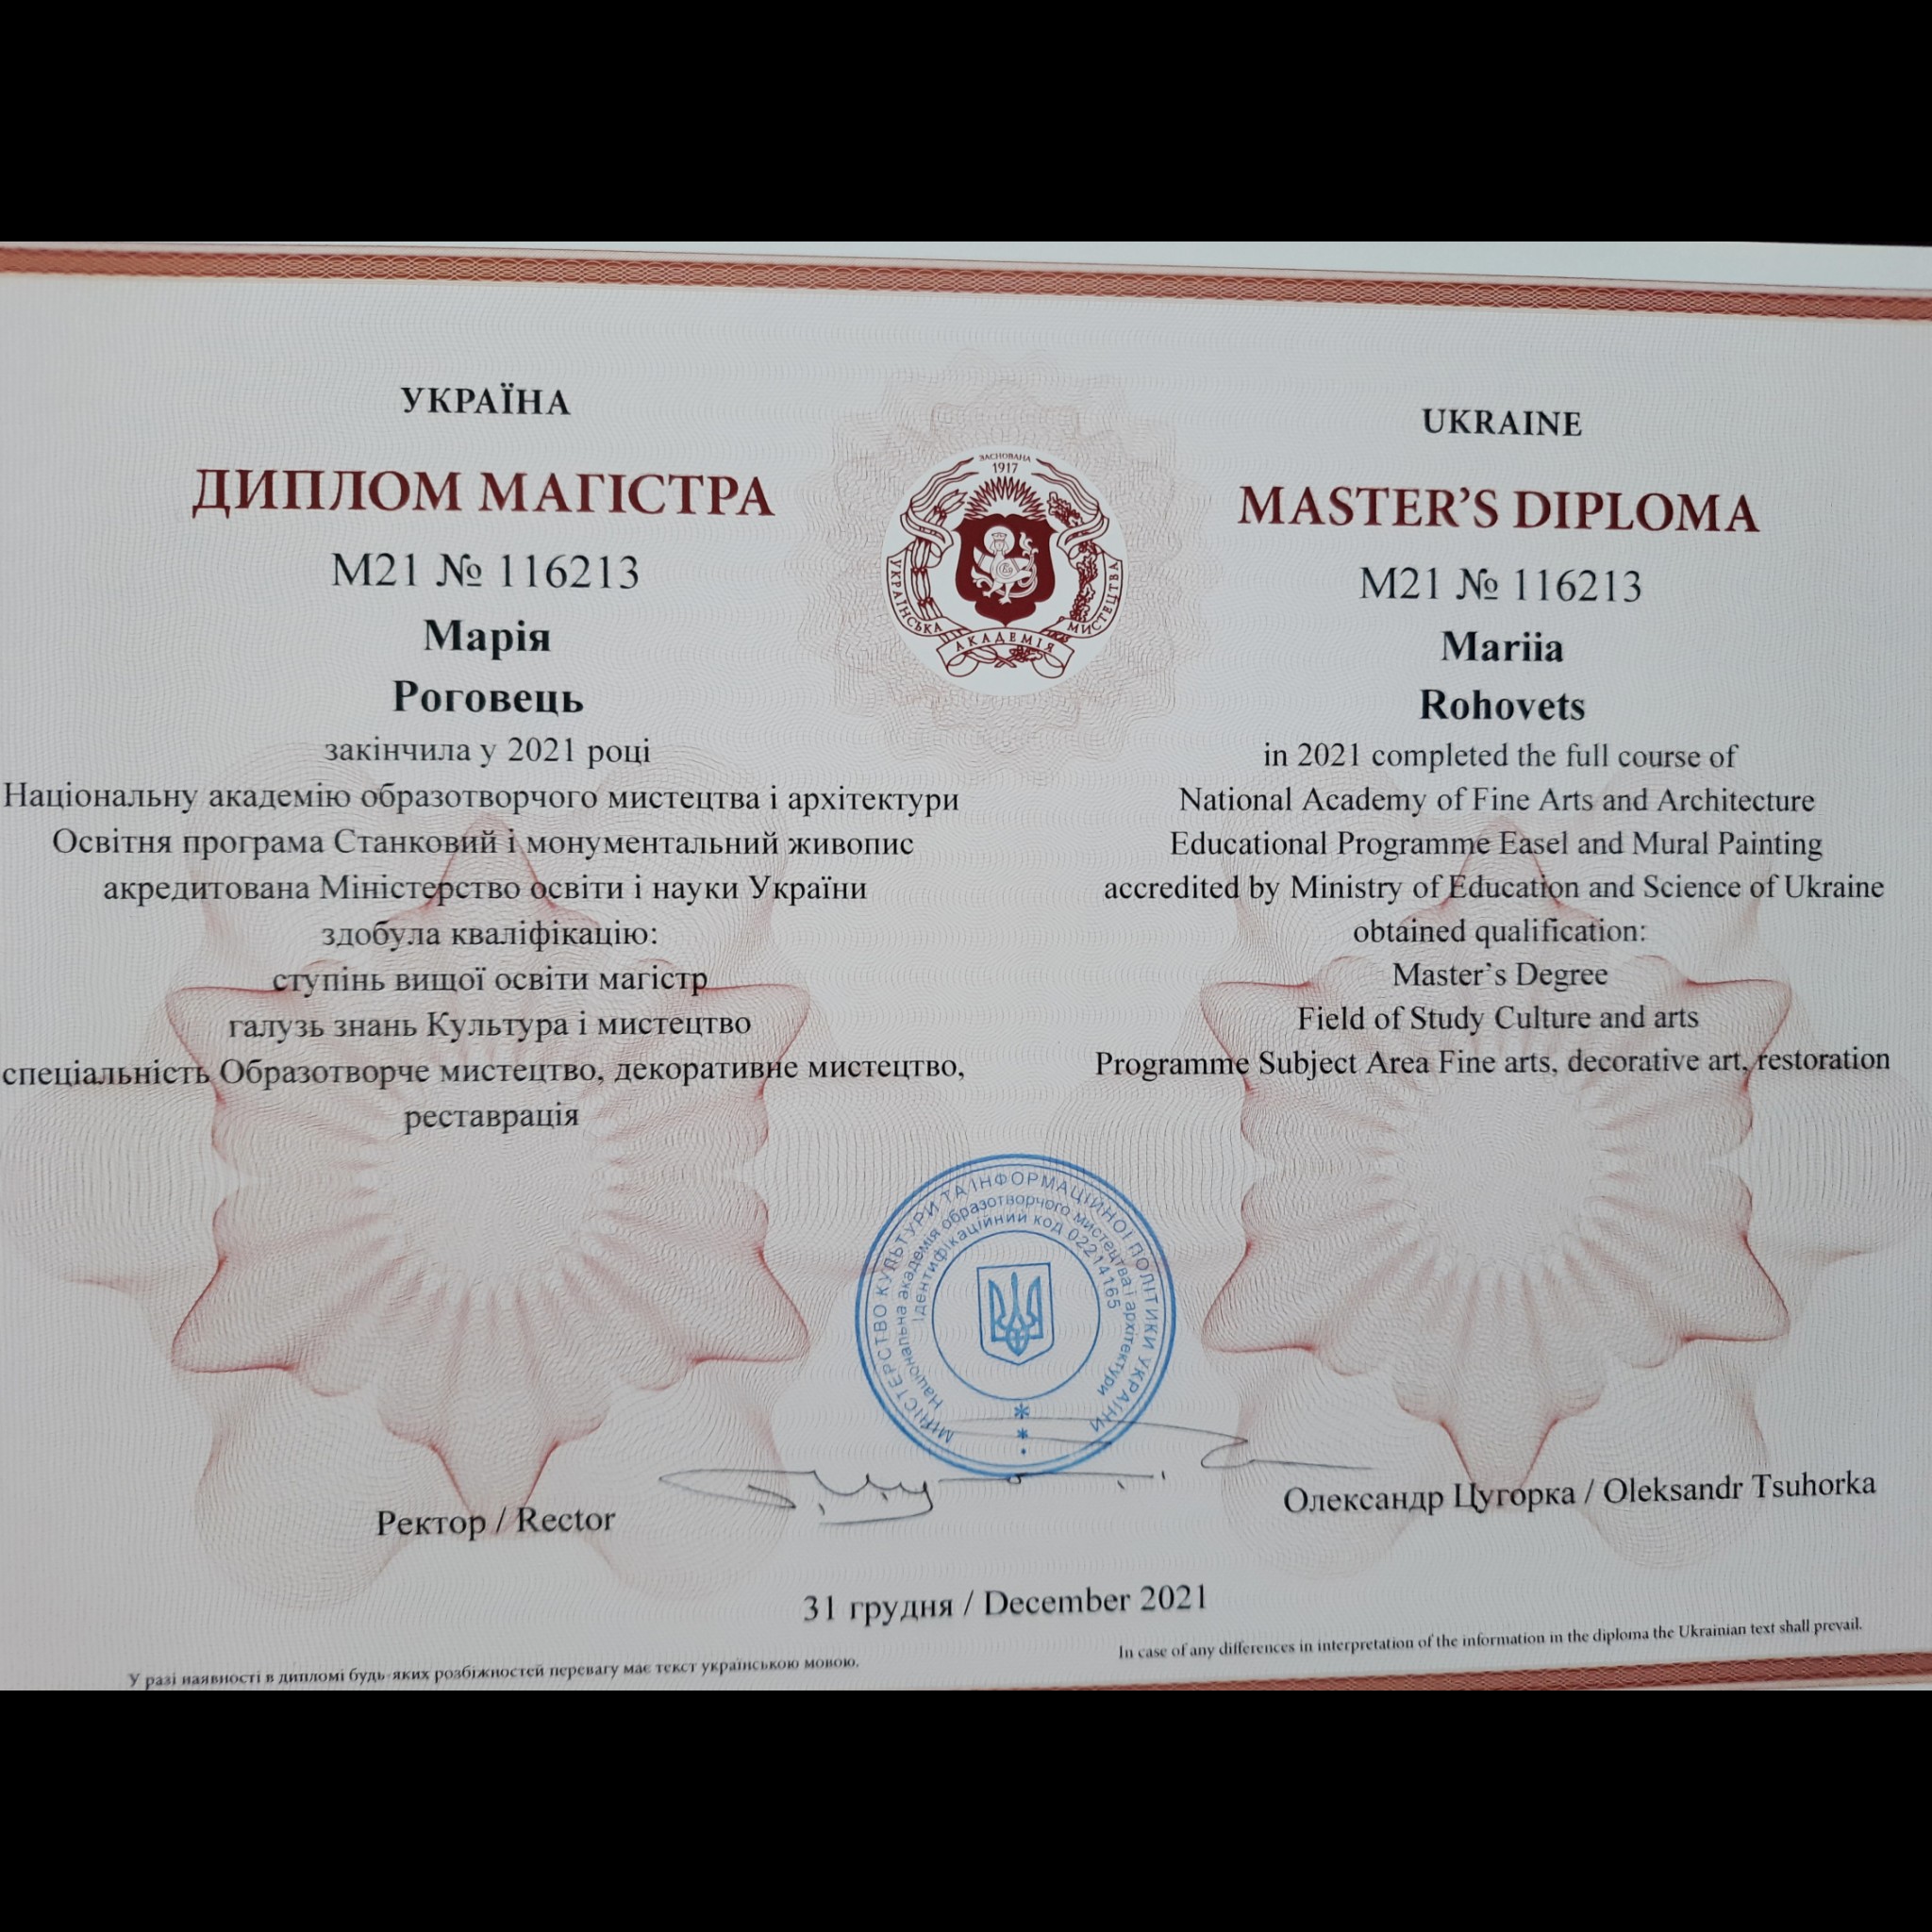 УКРАЇНА
ДИПЛОМ МАГІСТРА
М21 № 116213
Марія
Роговець
закінчила у 2021 році
Національну академію образотворчого мистецтва і архітектури
Освітня програма Станковий і монументальний живопис
акредитована Міністерство освіти і науки України
здобула кваліфікацію:
ступінь вищої освіти магістр
галузь знань Культура і мистецтво
спеціальність Образотворче мистецтво, декоративне мистецтво,
реставрація
ЗАСНОВАНА
1917
УКРАЇНСЬКА АКАДЕМІЯ МИСТЕЦТВА
UKRAINE
MASTER’S DIPLOMA
M21 № 116213
Mariia
Rohovets
in 2021 completed the full course of
National Academy of Fine Arts and Architecture
Educational Programme Easel and Mural Painting
accredited by Ministry of Education and Science of Ukraine
obtained qualification:
Master’s Degree
Field of Study Culture and arts
Programme Subject Area Fine arts, decorative art, restoration
МІНІСТЕРСТВО КУЛЬТУРИ ТА ІНФОРМАЦІЙНОЇ ПОЛІТИКИ УКРАЇНИ
Національна академія образотворчого мистецтва і архітектури
Ідентифікаційний код 02214165
Ректор / Rector
Олександр Цугорка / Oleksandr Tsuhorka
31 грудня / December 2021
У разі наявності в дипломі будь-яких розбіжностей перевагу має текст українською мовою.
In case of any differences in interpretation of the information in the diploma the Ukrainian text shall prevail.